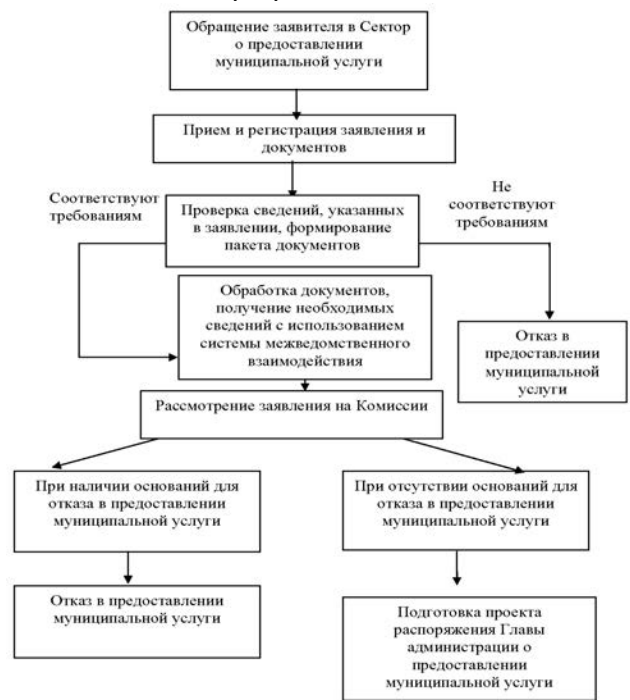 Обращение заявителя в Сектор
о предоставлении
муниципальной услуги
Прием и регистрация заявления и
документов
Соответствуют
требованиям
Не
соответствуют
требованиям
Проверка сведений, указанных
в заявлении, формирование
пакета документов
Обработка документов,
получение необходимых
сведений с использованием
системы межведомственного
взаимодействия
Отказ в
предоставлении
муниципальной
услуги
Рассмотрение заявления на Комиссии
При наличии оснований для
отказа в предоставлении
муниципальной услуги
При отсутствии оснований для
отказа в предоставлении
муниципальной услуги
Отказ в предоставлении
муниципальной услуги
Подготовка проекта
распоряжения Главы
администрации о
предоставлении
муниципальной услуги